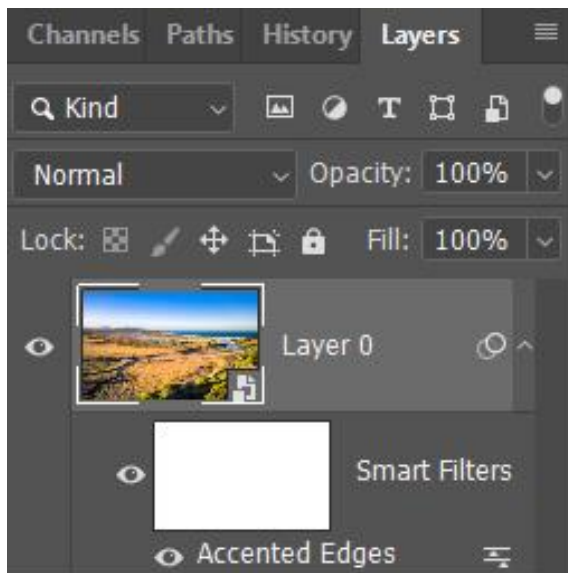 Channels Paths History Layers
Kind
Normal Opacity: 100%
Lock: Fill: 100%
Layer 0
Smart Filters
Accented Edges